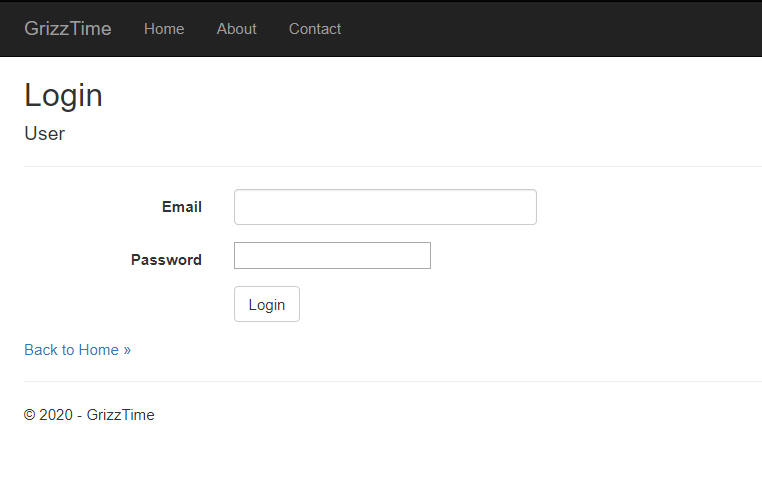 GrizzTime Home About Contact
Login
User
Email
Password
Login
Back to Home »
© 2020 - GrizzTime